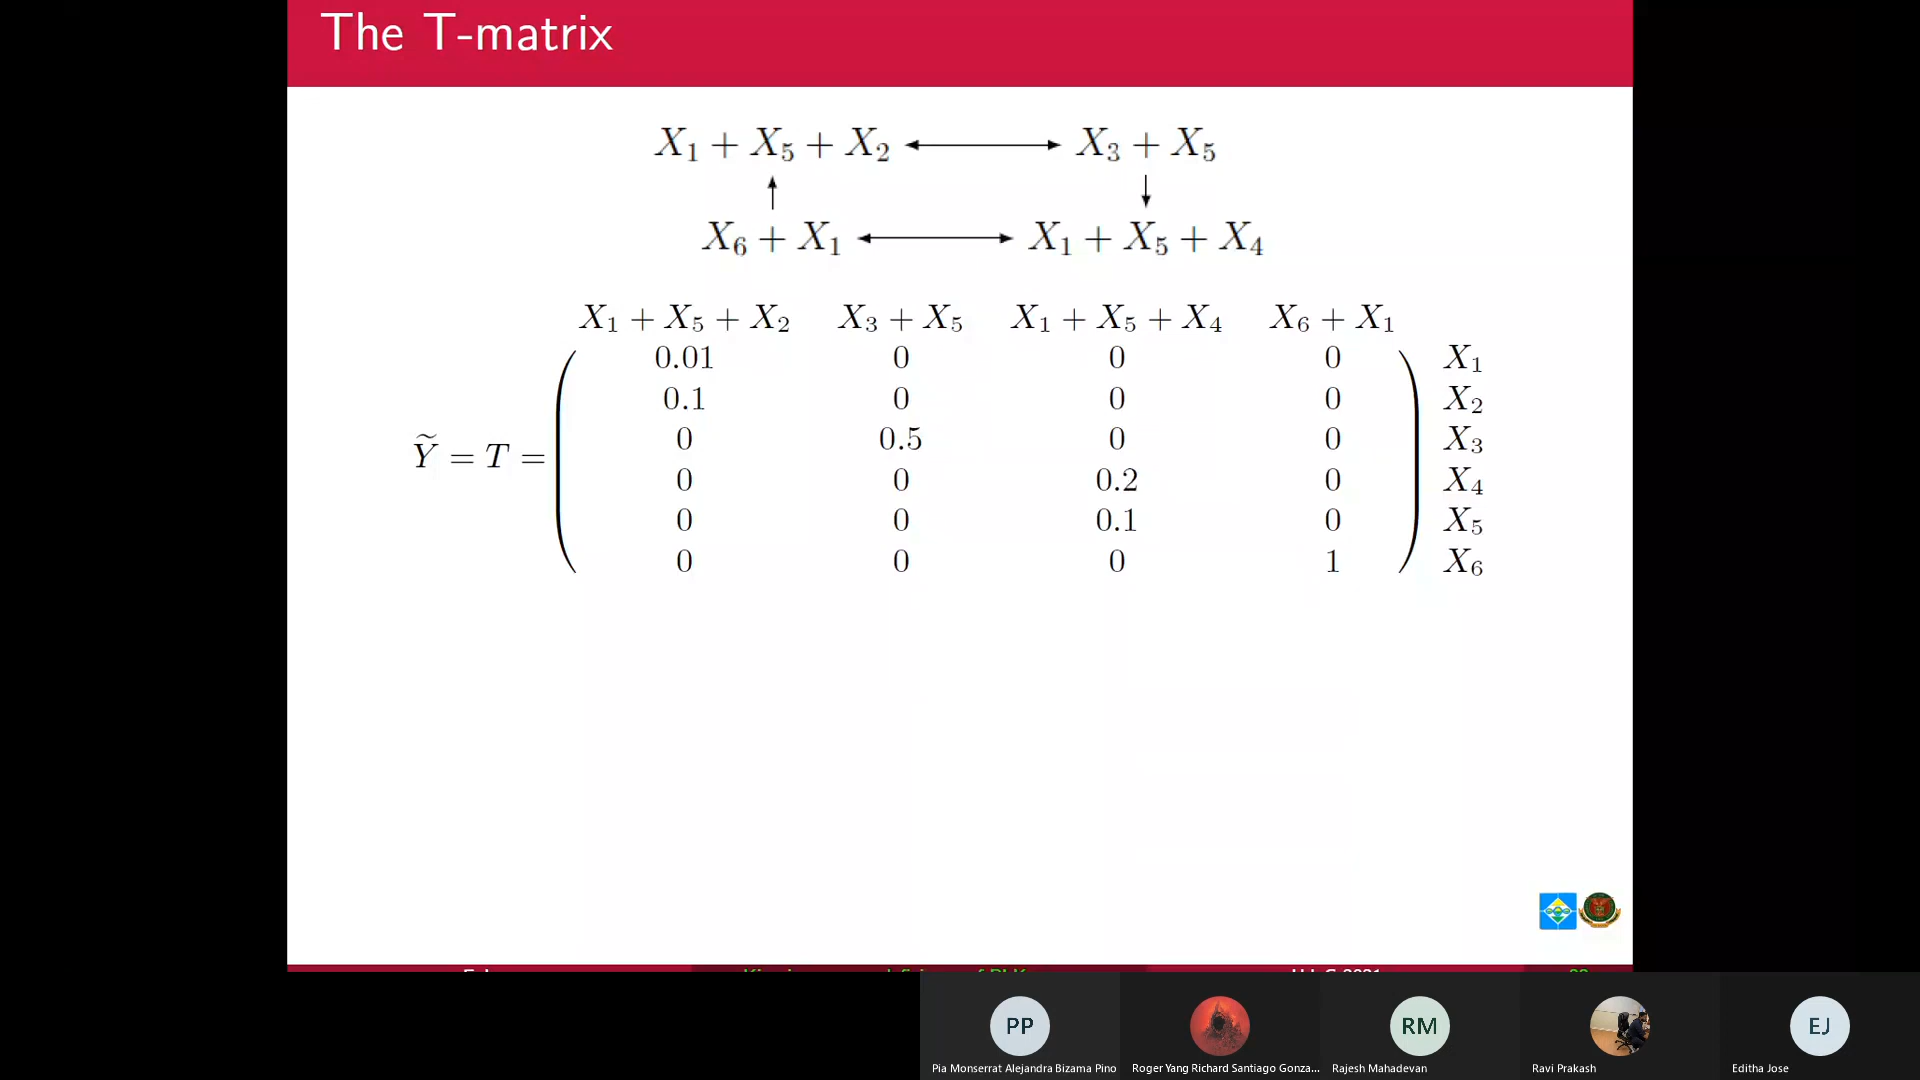 The T-matrix
X₁ + X₅ + X₂ ⟷ X₃ + X₅
↑ ↓
X₆ + X₁ ⟷ X₁ + X₅ + X₄
X₁ + X₅ + X₂ X₃ + X₅ X₁ + X₅ + X₄ X₆ + X₁
0.01 0 0 0 X₁
0.1 0 0 0 X₂
0 0.5 0 0 X₃
Ỹ = T =
0 0 0.2 0 X₄
0 0 0.1 0 X₅
0 0 0 1 X₆
PP RM EJ
Pia Monserrat Alejandra Bizama Pino Roger Yang Richard Santiago Gonza... Rajesh Mahadevan Ravi Prakash Editha Jose